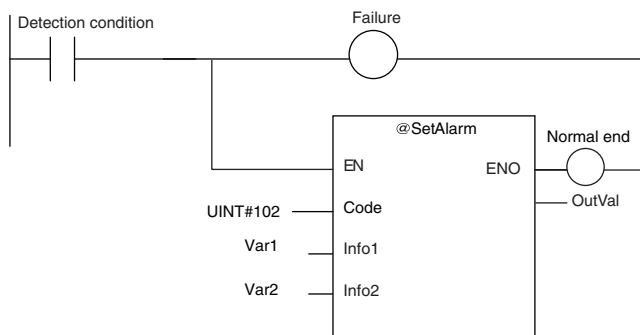 Detection condition
Failure
@SetAlarm
Normal end
EN
ENO
UINT#102
Code
OutVal
Var1
Info1
Var2
Info2